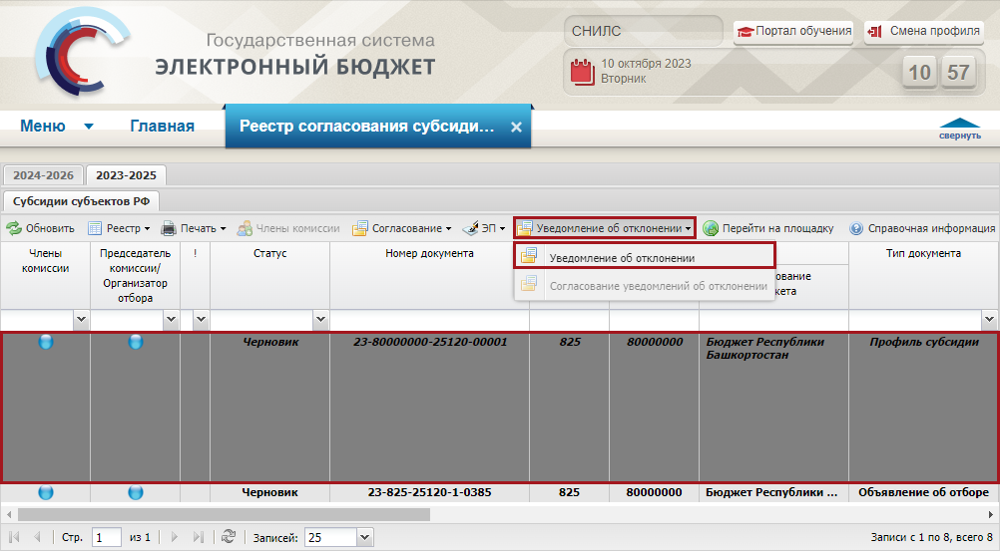 Государственная система
ЭЛЕКТРОННЫЙ БЮДЖЕТ
СНИЛС
Портал обучения
Смена профиля
10 октября 2023
Вторник
10 57
Меню
Главная
Реестр согласования субсиди...
свернуть
2024-2026
2023-2025
Субсидии субъектов РФ
Обновить
Реестр
Печать
Члены комиссии
Согласование
ЭП
Уведомление об отклонении
Перейти на площадку
Справочная информация
Уведомление об отклонении
Согласование уведомлений об отклонении
Члены
комиссии
Председатель
комиссии/
Организатор
отбора
!
Статус
Номер документа
Тип документа
Черновик
23-80000000-25120-00001
825
80000000
Бюджет Республики
Башкортостан
Профиль субсидии
Черновик
23-825-25120-1-0385
825
80000000
Бюджет Республики ...
Объявление об отборе
Стр.
1
из 1
Записей:
25
Записи с 1 по 8, всего 8